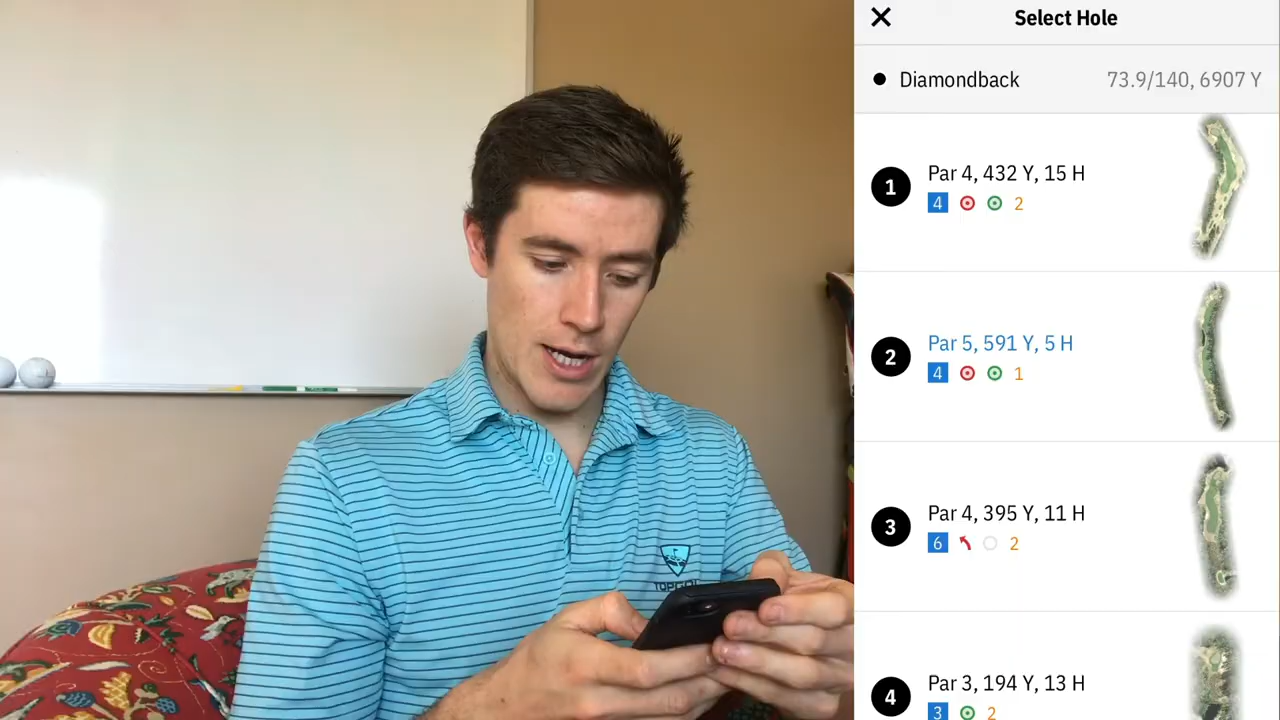 Select Hole
Diamondback 73.9/140, 6907 Y
1 Par 4, 432 Y, 15 H
4 2
2 Par 5, 591 Y, 5 H
4 1
3 Par 4, 395 Y, 11 H
6 2
4 Par 3, 194 Y, 13 H
3 2